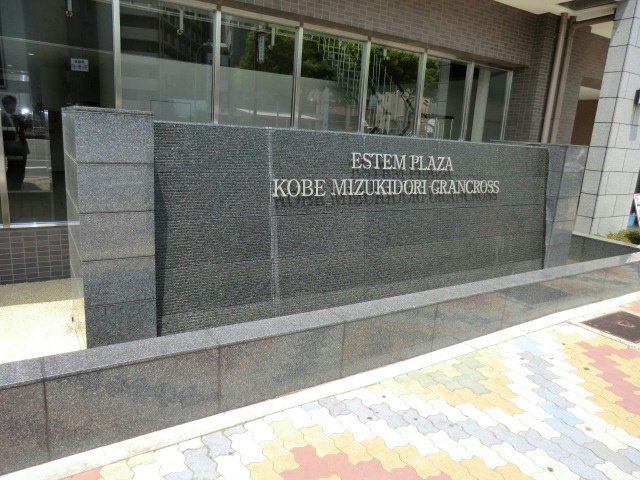 ESTEM PLAZA
KOBE MIZUKIDORI GRANCROSS